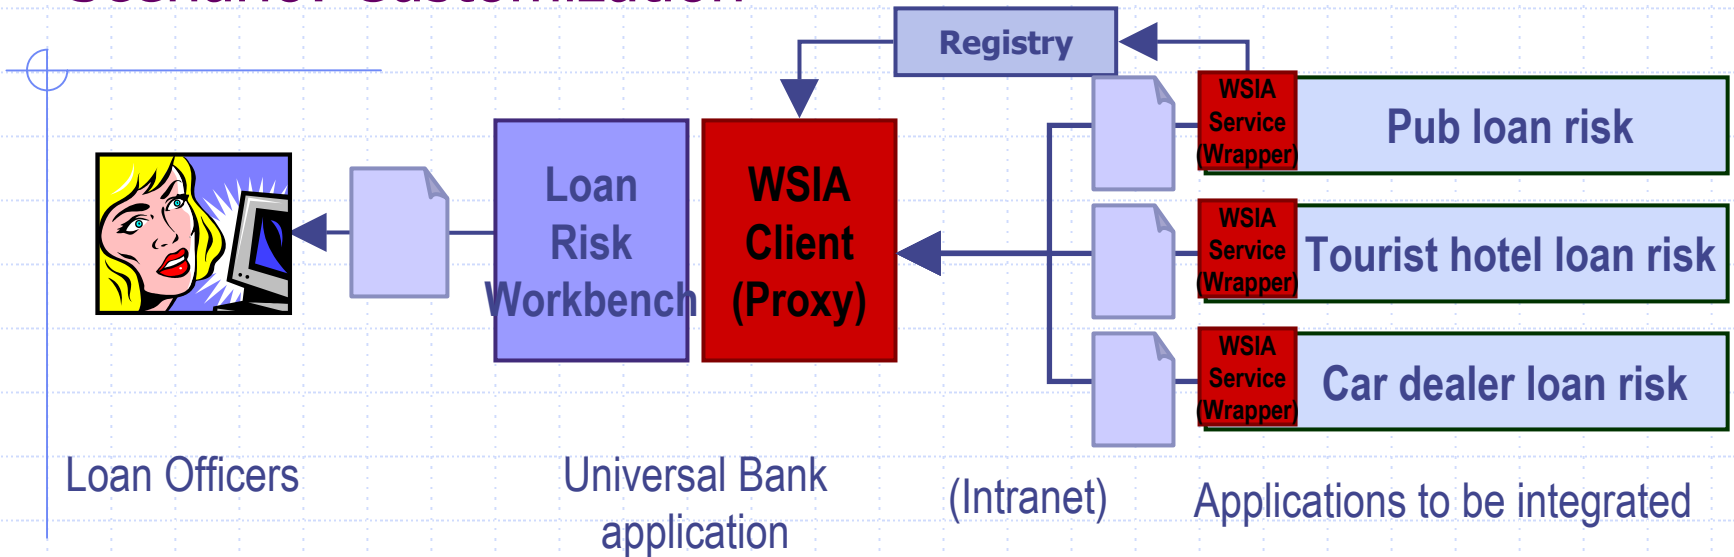 Registry
WSIA
Service
(Wrapper)
Pub loan risk
Loan
Risk
Workbench
WSIA
Client
(Proxy)
WSIA
Service
(Wrapper)
Tourist hotel loan risk
WSIA
Service
(Wrapper)
Car dealer loan risk
Loan Officers
Universal Bank
application
(Intranet)
Applications to be integrated